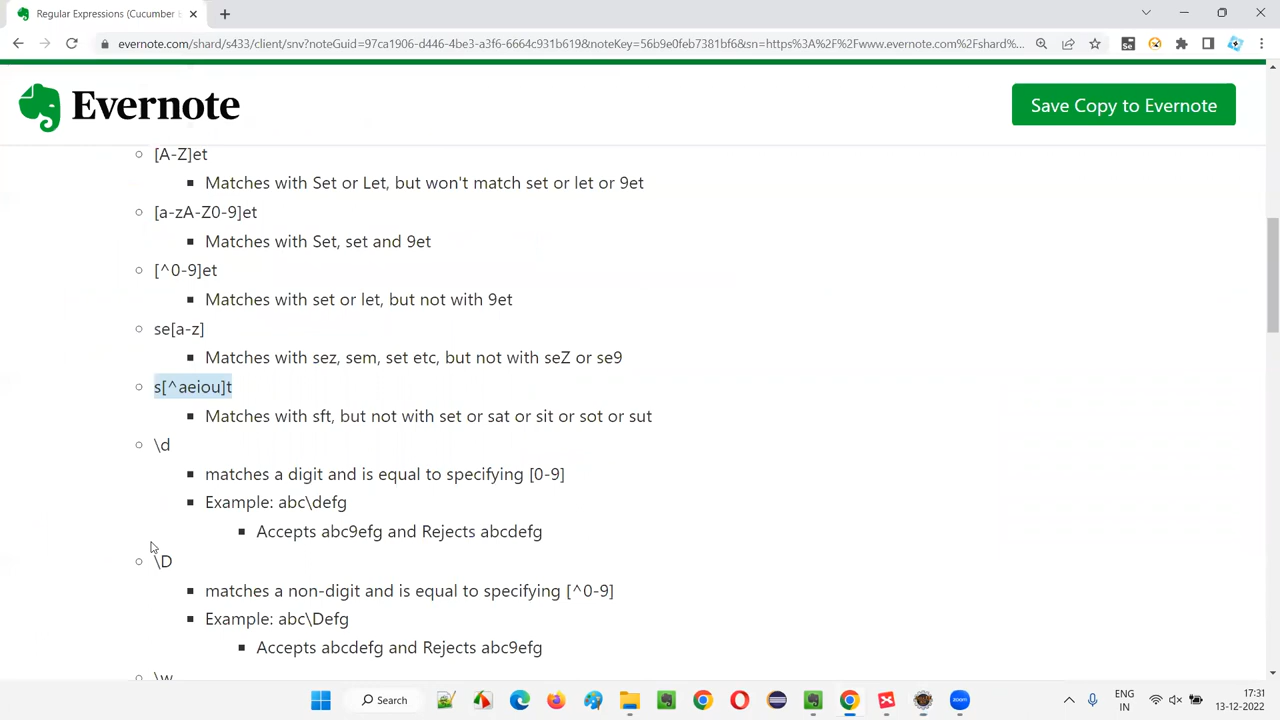 Regular Expressions (Cucumber E
evernote.com/shard/s433/client/snv?noteGuid=97ca1906-d446-4be3-a3f6-6664c931b619&noteKey=56b9e0feb7381bf6&sn=https%3A%2F%2Fwww.evernote.com%2Fshard%...
Evernote
Save Copy to Evernote
[A-Z]et
Matches with Set or Let, but won't match set or let or 9et
[a-zA-Z0-9]et
Matches with Set, set and 9et
[^0-9]et
Matches with set or let, but not with 9et
se[a-z]
Matches with sez, sem, set etc, but not with seZ or se9
s[^aeiou]t
Matches with sft, but not with set or sat or sit or sot or sut
\d
matches a digit and is equal to specifying [0-9]
Example: abc\defg
Accepts abc9efg and Rejects abcdefg
\D
matches a non-digit and is equal to specifying [^0-9]
Example: abc\Defg
Accepts abcdefg and Rejects abc9efg
\w
Search
ENG
IN
17:31
13-12-2022